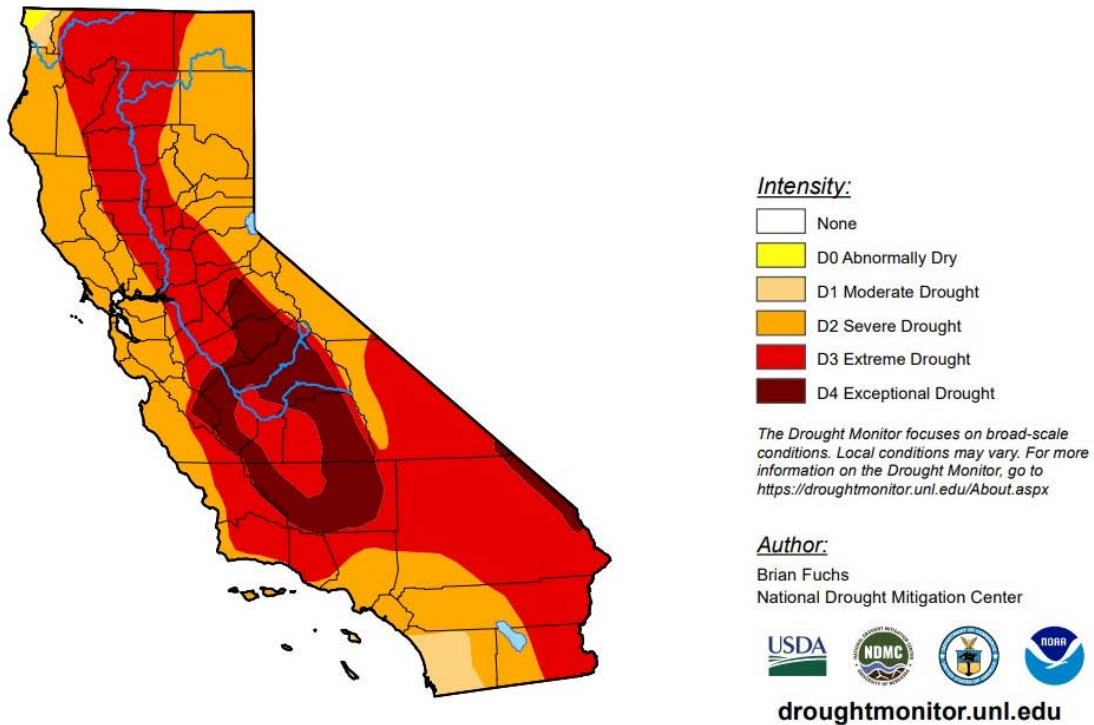 Intensity:
None
D0 Abnormally Dry
D1 Moderate Drought
D2 Severe Drought
D3 Extreme Drought
D4 Exceptional Drought
The Drought Monitor focuses on broad-scale
conditions. Local conditions may vary. For more
information on the Drought Monitor, go to
https://droughtmonitor.unl.edu/About.aspx
Author:
Brian Fuchs
National Drought Mitigation Center
USDA
NDMC
NOAA
droughtmonitor.unl.edu